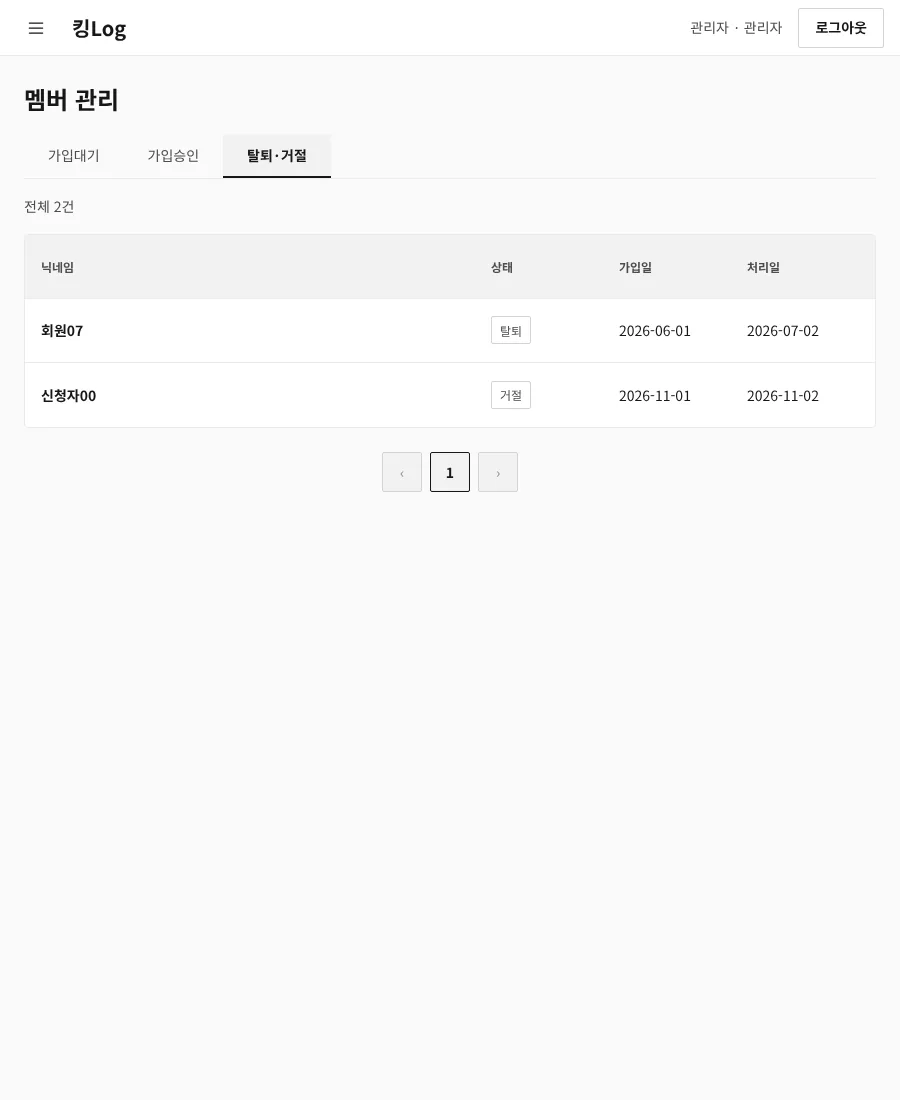 킹Log
관리자 · 관리자
로그아웃
멤버 관리
가입대기 가입승인 탈퇴·거절
전체 2건
닉네임 상태 가입일 처리일
회원07 탈퇴 2026-06-01 2026-07-02
신청자00 거절 2026-11-01 2026-11-02
‹ 1 ›